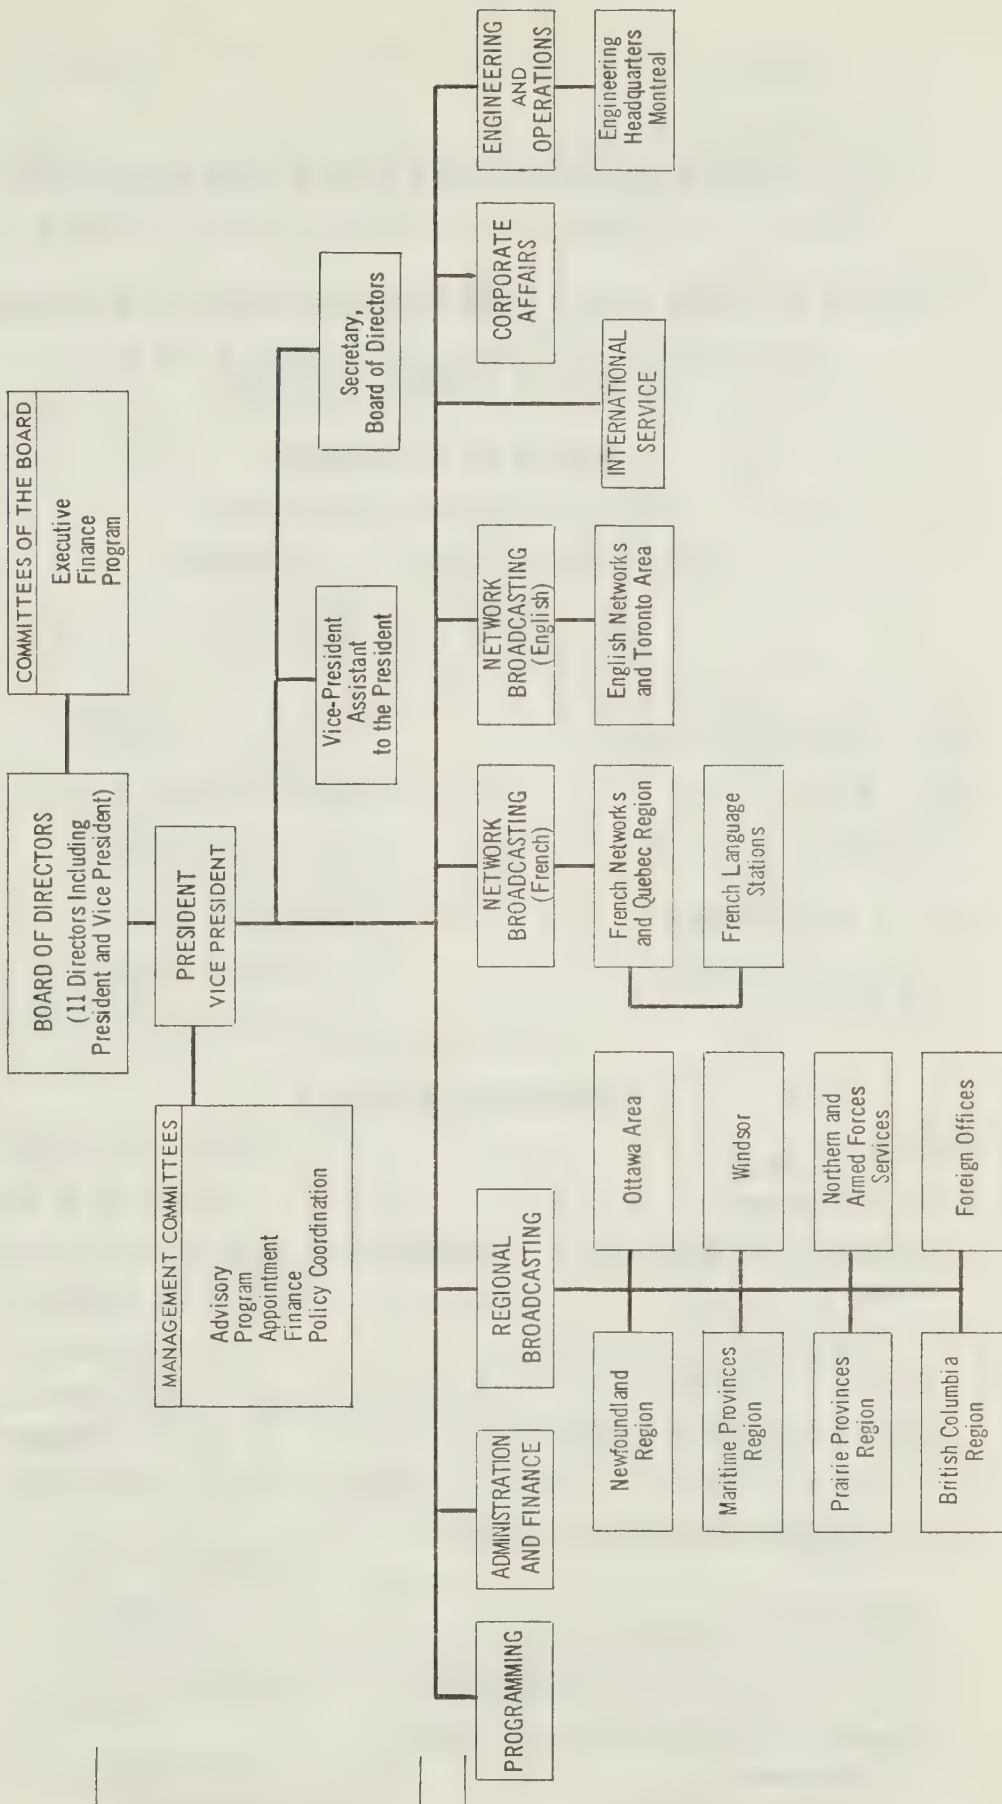 BOARD OF DIRECTORS
(11 Directors Including
President and Vice President)
COMMITTEES OF THE BOARD
Executive
Finance
Program
MANAGEMENT COMMITTEES
Advisory
Program
Appointment
Finance
Policy Coordination
PRESIDENT
VICE PRESIDENT
Vice-President
Assistant
to the President
Secretary,
Board of Directors
PROGRAMMING
ADMINISTRATION
AND FINANCE
REGIONAL
BROADCASTING
NETWORK
BROADCASTING
(French)
NETWORK
BROADCASTING
(English)
CORPORATE
AFFAIRS
ENGINEERING
AND
OPERATIONS
INTERNATIONAL
SERVICE
Newfoundland
Region
Ottawa Area
French Networks
and Quebec Region
English Networks
and Toronto Area
Engineering
Headquarters
Montreal
Maritime Provinces
Region
Windsor
French Language
Stations
Prairie Provinces
Region
Northern and
Armed Forces
Services
British Columbia
Region
Foreign Offices